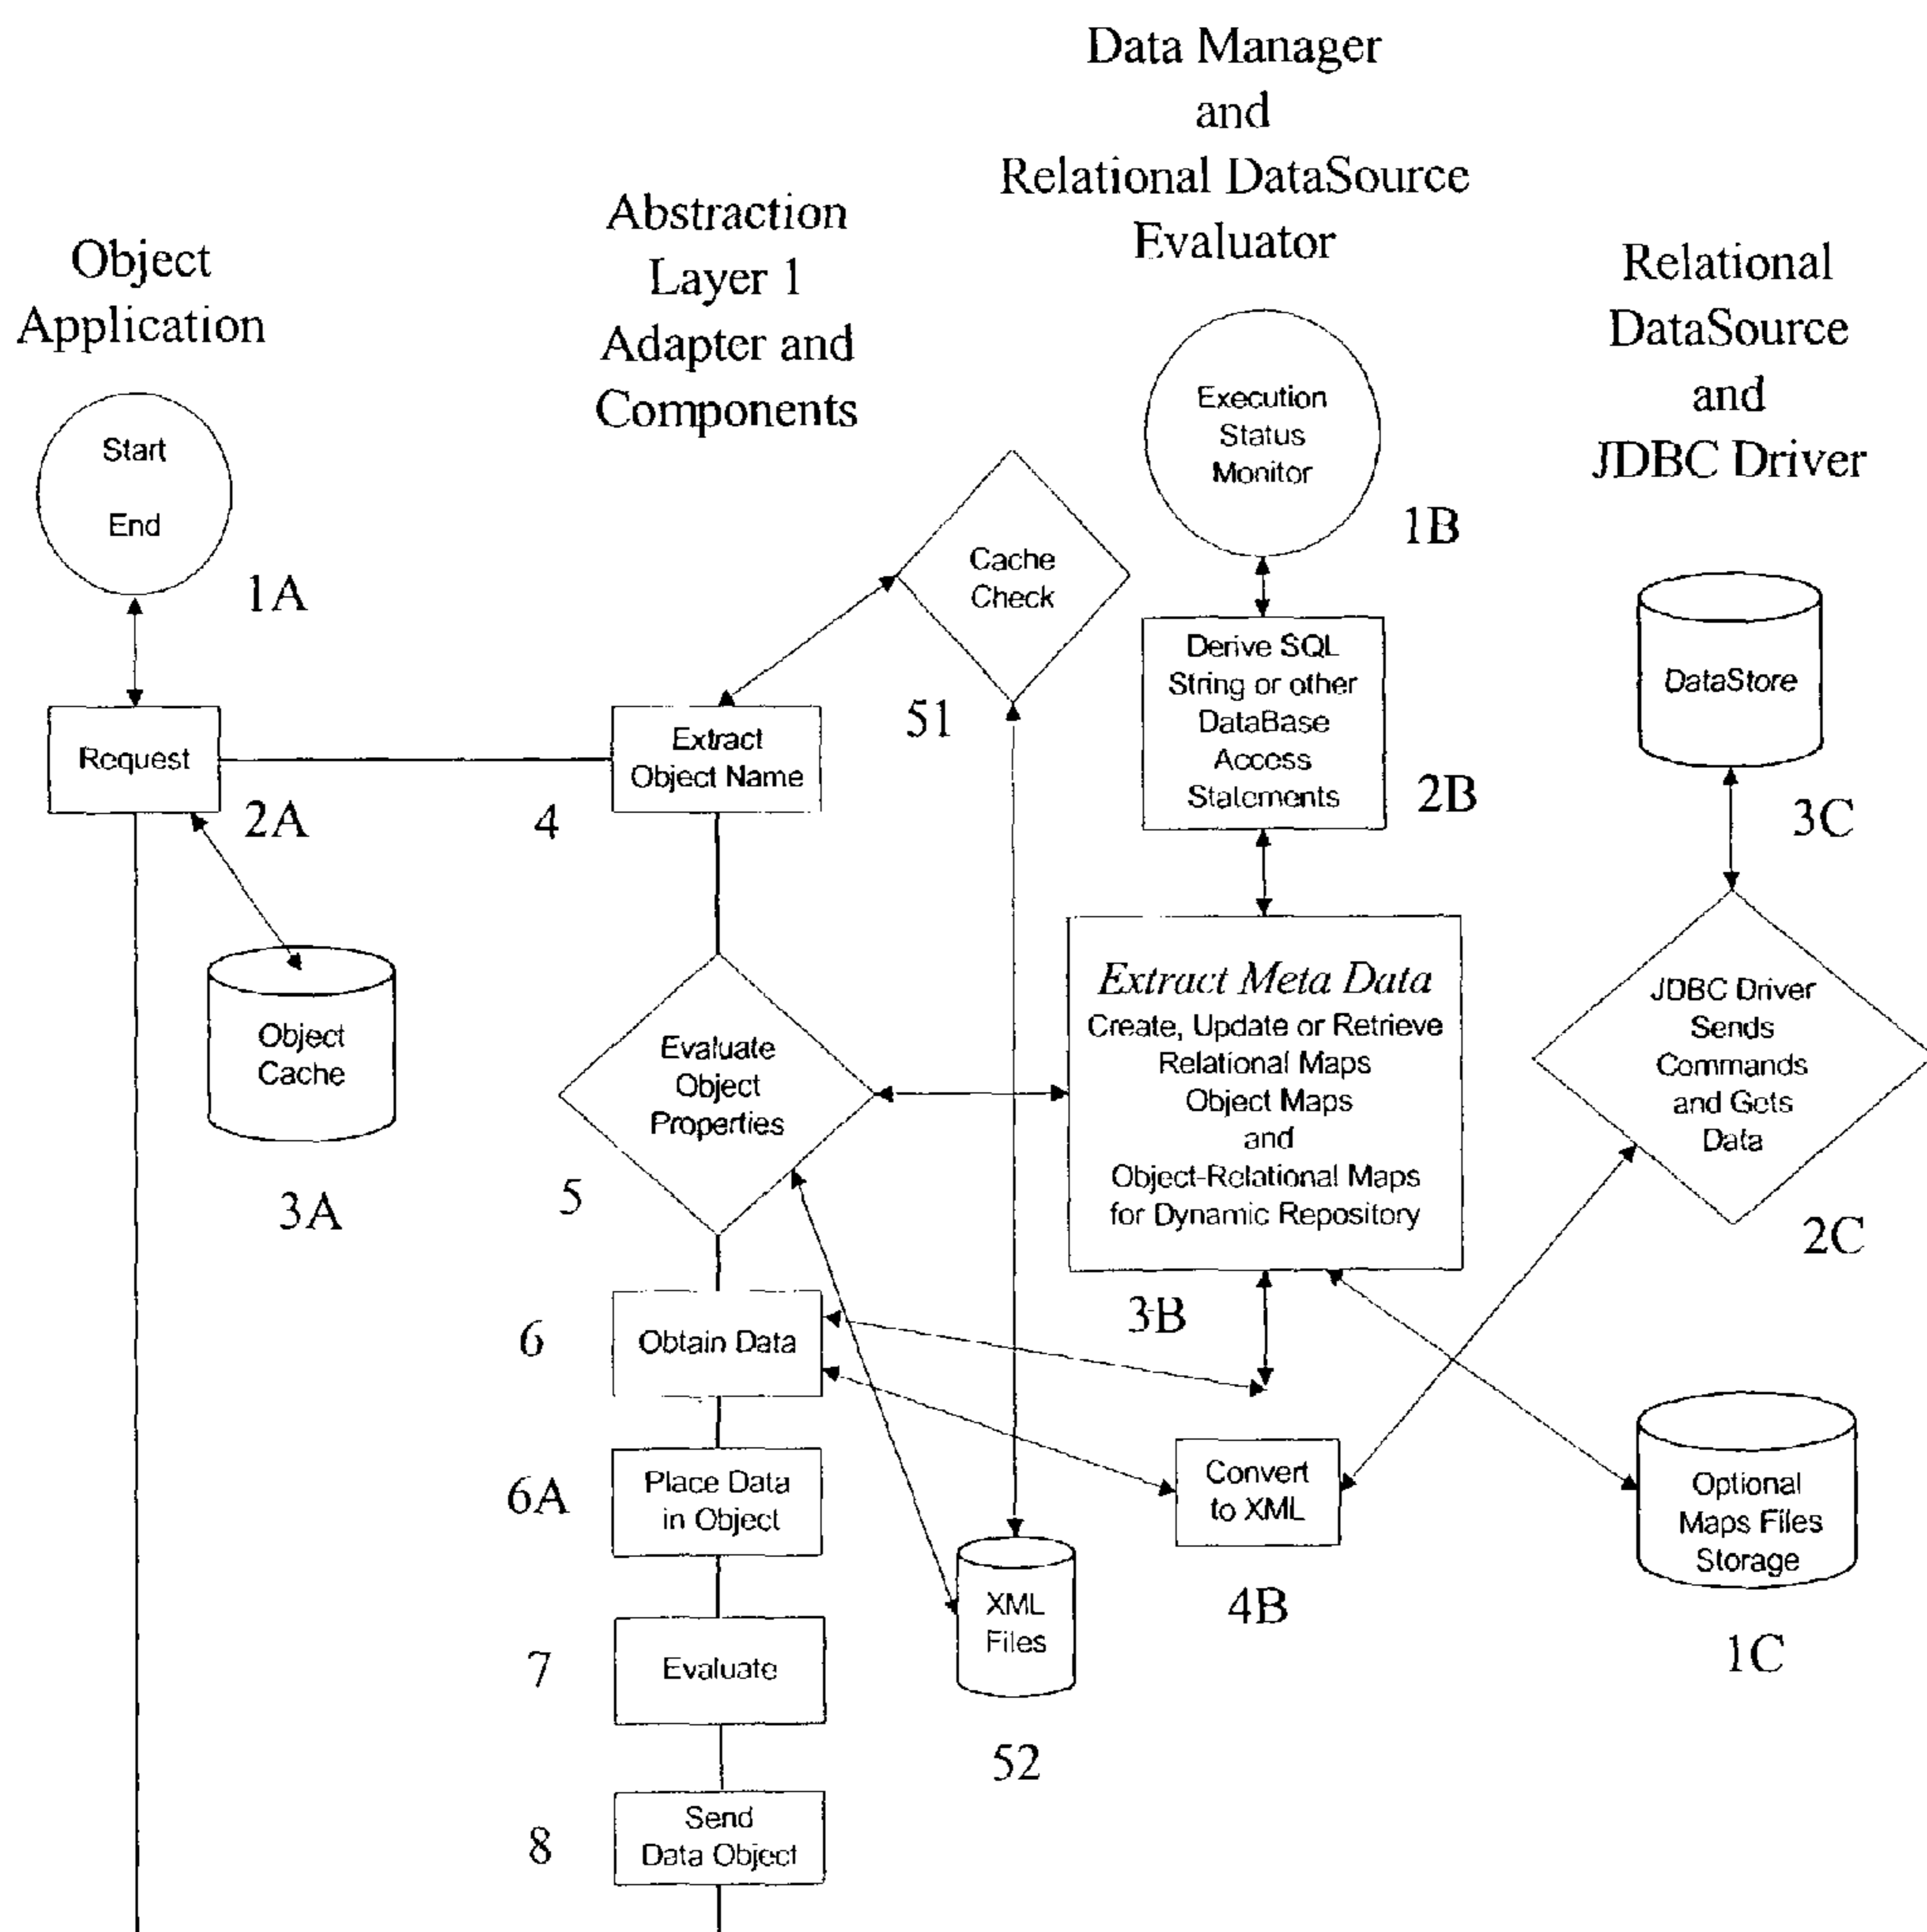 Data Manager
and
Relational DataSource
Evaluator
Abstraction
Layer 1
Adapter and
Components
Object
Application
Relational
DataSource
and
JDBC Driver
Start
End
1A
Execution
Status
Monitor
1B
Cache
Check
51
Derive SQL
String or other
DataBase
Access
Statements
2B
DataStore
3C
Request
2A
Extract
Object Name
4
Object
Cache
3A
Evaluate
Object
Properties
5
Extract Meta Data
Create, Update or Retrieve
Relational Maps
Object Maps
and
Object-Relational Maps
for Dynamic Repository
3B
JDBC Driver
Sends
Commands
and Gets
Data
2C
6
Obtain Data
6A
Place Data
in Object
Convert
to XML
4B
Optional
Maps Files
Storage
1C
XML
Files
52
7
Evaluate
8
Send
Data Object